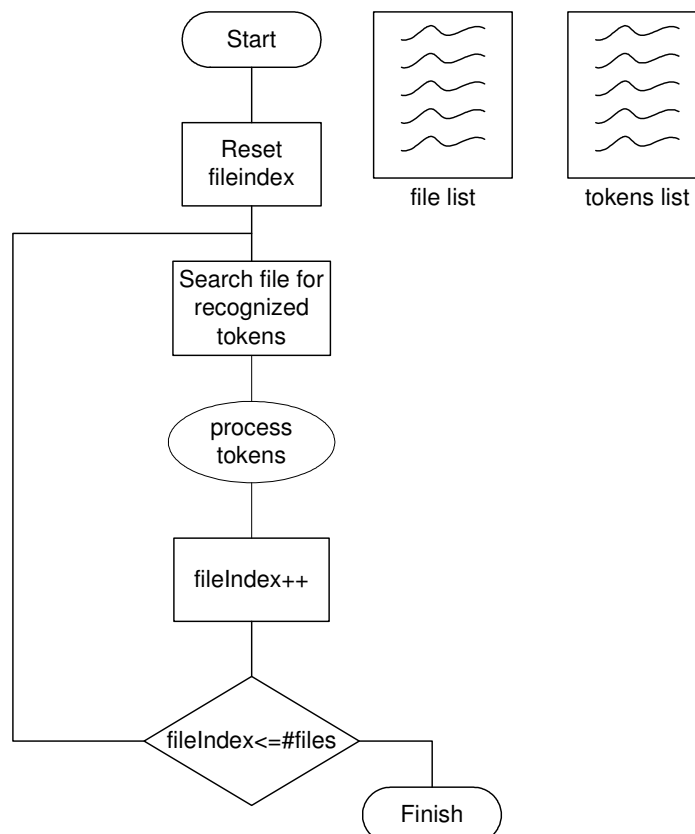 Start
Reset
fileindex
file list
tokens list
Search file for
recognized
tokens
process
tokens
fileIndex++
fileIndex<=#files
Finish